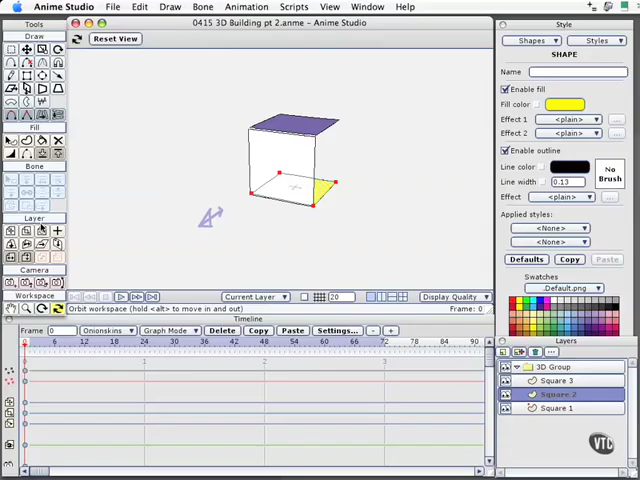 Anime Studio File Edit Draw Bone Animation Scripts View Window Help
0415 3D Building pt 2.anme - Anime Studio
Tools
Draw
Fill
Bone
Layer
Camera
Workspace
Reset View
Current Layer
20
Display Quality
Orbit workspace (hold <alt> to move in and out)
Frame: 0
Timeline
Frame 0 Onionskins Graph Mode Delete Copy Paste Settings... - +
0 6 12 18 24 30 36 42 48 54 60 66 72 78 84 90
1 2 3
Style
Shapes Styles
SHAPE
Name
Enable fill
Fill color
Effect 1 <plain> ...
Effect 2 <plain> ...
Enable outline
Line color
Line width 0.13
No Brush
Effect <plain> ...
Applied styles:
<None>
<None>
Defaults Copy Paste
Swatches
.Default.png
Layers
3D Group
Square 3
Square 2
Square 1
VTC